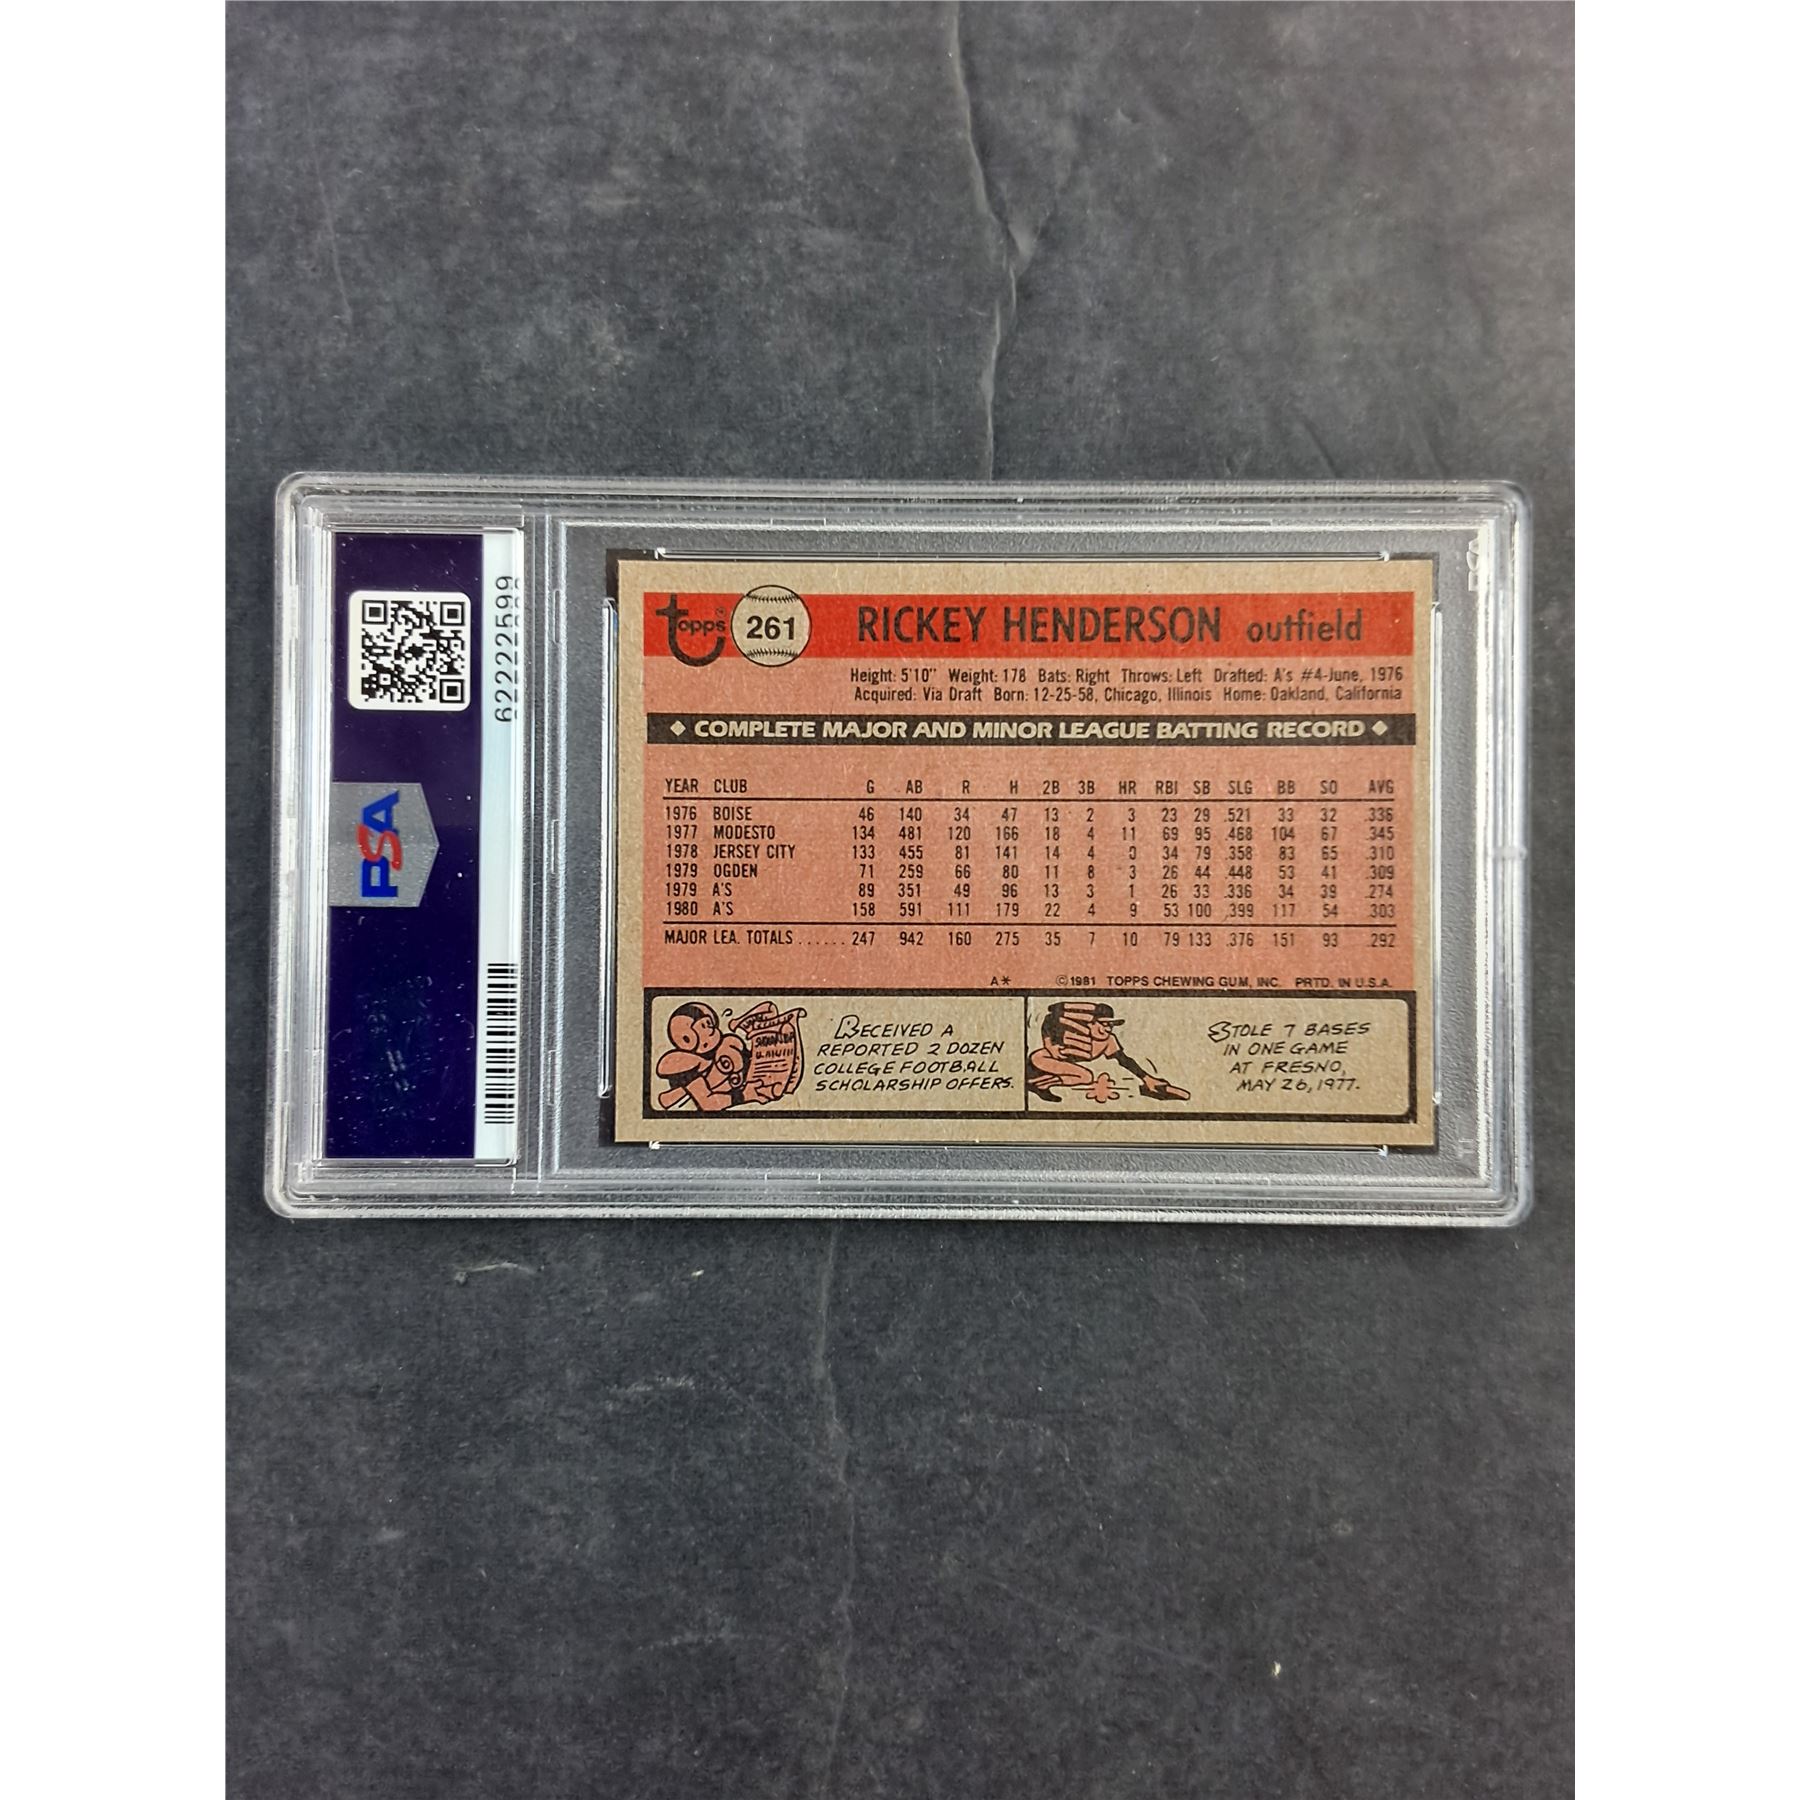 62222599
PSA
topps
261
RICKEY HENDERSON outfield
Height: 5'10" Weight: 178 Bats: Right Throws: Left Drafted: A's #4-June, 1976
Acquired: Via Draft Born: 12-25-58, Chicago, Illinois Home: Oakland, California
◆ COMPLETE MAJOR AND MINOR LEAGUE BATTING RECORD ◆
YEAR CLUB G AB R H 2B 3B HR RBI SB SLG BB SO AVG
1976 BOISE 46 140 34 47 13 2 3 23 29 .521 33 32 .336
1977 MODESTO 134 481 120 166 18 4 11 69 95 .468 104 67 .345
1978 JERSEY CITY 133 455 81 141 14 4 0 34 79 .358 83 65 .310
1979 OGDEN 71 259 66 80 11 8 3 26 44 .448 53 41 .309
1979 A'S 89 351 49 96 13 3 1 26 33 .336 34 39 .274
1980 A'S 158 591 111 179 22 4 9 53 100 .399 117 54 .303
MAJOR LEA. TOTALS ...... 247 942 160 275 35 7 10 79 133 .376 151 93 .292
A* ©1981 TOPPS CHEWING GUM, INC. PRTD. IN U.S.A.
RECEIVED A
REPORTED 2 DOZEN
COLLEGE FOOTBALL
SCHOLARSHIP OFFERS.
STOLE 7 BASES
IN ONE GAME
AT FRESNO,
MAY 26, 1977.